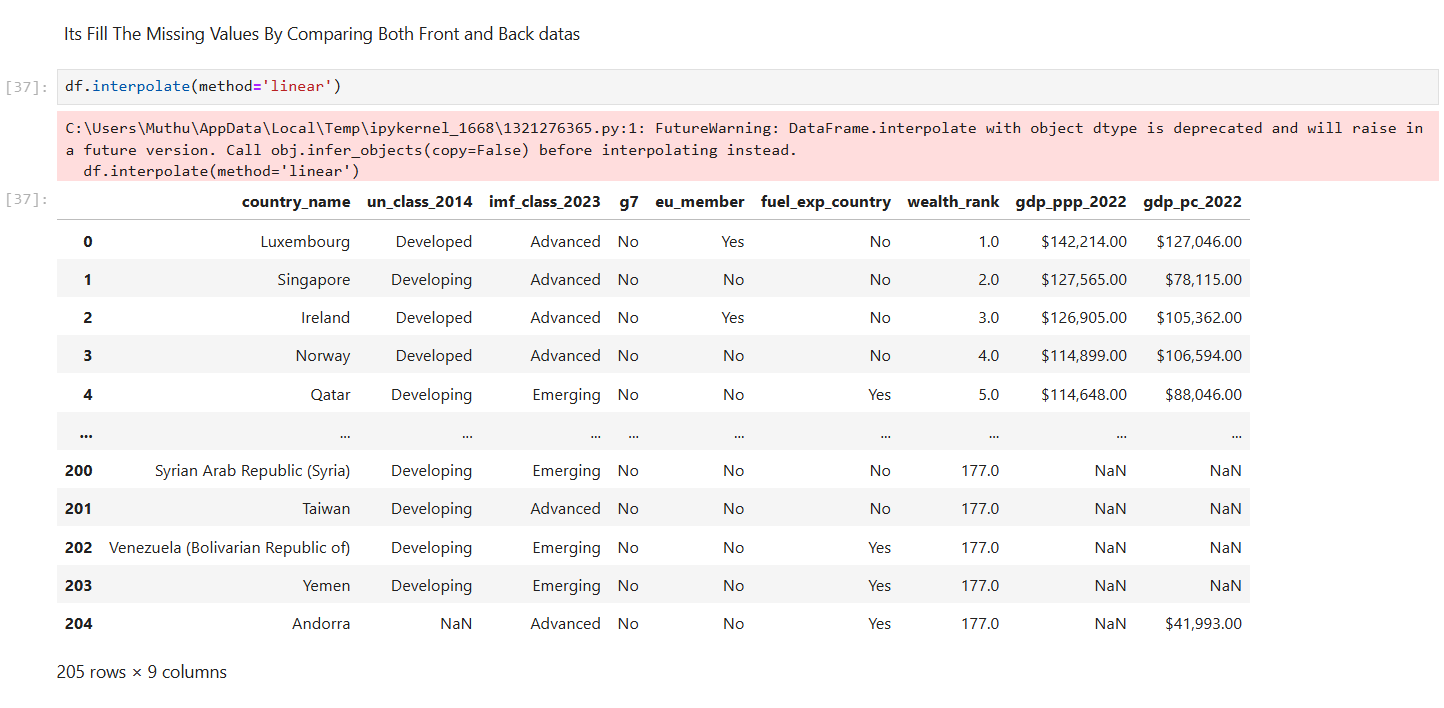 Its Fill The Missing Values By Comparing Both Front and Back datas
[37]: df.interpolate(method='linear')
C:\Users\Muthu\AppData\Local\Temp\ipykernel_1668\1321276365.py:1: FutureWarning: DataFrame.interpolate with object dtype is deprecated and will raise in
a future version. Call obj.infer_objects(copy=False) before interpolating instead.
  df.interpolate(method='linear')
[37]: country_name un_class_2014 imf_class_2023 g7 eu_member fuel_exp_country wealth_rank gdp_ppp_2022 gdp_pc_2022
0 Luxembourg Developed Advanced No Yes No 1.0 $142,214.00 $127,046.00
1 Singapore Developing Advanced No No No 2.0 $127,565.00 $78,115.00
2 Ireland Developed Advanced No Yes No 3.0 $126,905.00 $105,362.00
3 Norway Developed Advanced No No No 4.0 $114,899.00 $106,594.00
4 Qatar Developing Emerging No No Yes 5.0 $114,648.00 $88,046.00
... ... ... ... ... ... ... ... ... ...
200 Syrian Arab Republic (Syria) Developing Emerging No No No 177.0 NaN NaN
201 Taiwan Developing Advanced No No No 177.0 NaN NaN
202 Venezuela (Bolivarian Republic of) Developing Emerging No No Yes 177.0 NaN NaN
203 Yemen Developing Emerging No No Yes 177.0 NaN NaN
204 Andorra NaN Advanced No No Yes 177.0 NaN $41,993.00
205 rows × 9 columns